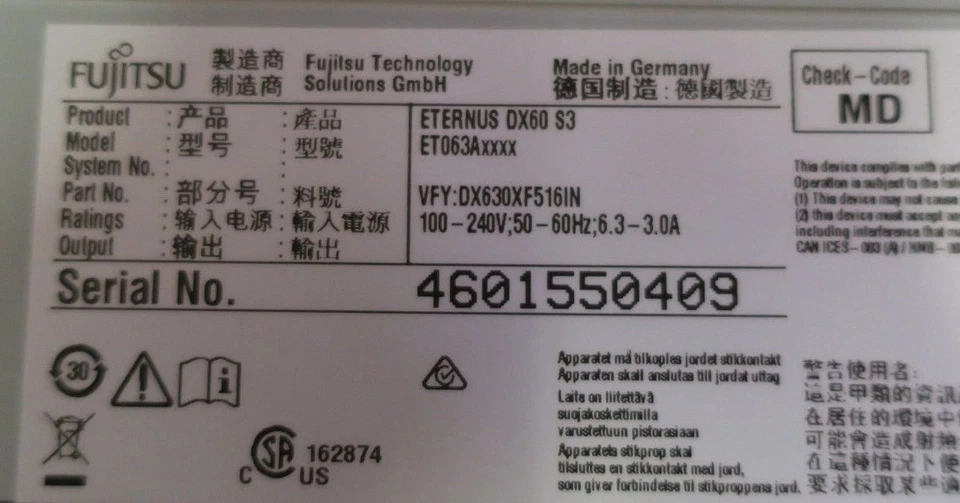 FUJITSU 製造商 Fujitsu Technology Made in Germany
制造商 Solutions GmbH 德国制造:德國製造
Check-Code
MD
Product :产品 :產品 ETERNUS DX60 S3
Model :型号 :型號 ET063Axxxx
System No. : :
Part No. :部分号 :料號 VFY:DX630XF516IN
Ratings :输入电源 :輸入電源 100-240V;50-60Hz;6.3-3.0A
Output :输出 :輸出
Serial No. 4601550409
This device complies with
Operation is subject to the
(1) This device may not cause
(2) this device must accept
including interference that
CAN ICES-003 (A) / NMB-
30
i
C SA US 162874
Apparatet må tilkoples jordet stikkontakt
Apparaten skall anslutas till jordat uttag
Laite on liitettävä
suojakoskettimilla
varustettuun pistorasiaan
Apparatets stikprop skal
tilsluttes en stikkontakt med jord,
som giver forbindelse til stikproppens jord.
警告使用者:
這是甲類的資訊
在居住的環境中
可能會造成射
在這種情況下
要求採取某些適